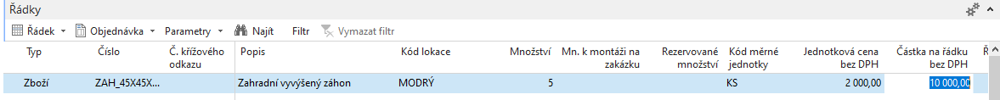 Řádky
Řádek Objednávka Parametry Najít Filtr Vymazat filtr
Typ Číslo Č. křížového odkazu Popis Kód lokace Množství Mn. k montáži na zakázku Rezervované množství Kód měrné jednotky Jednotková cena bez DPH Částka na řádku bez DPH
Zboží ZAH_45X45X... Zahradní vyvýšený záhon MODRÝ 5 KS 2 000,00 10 000,00